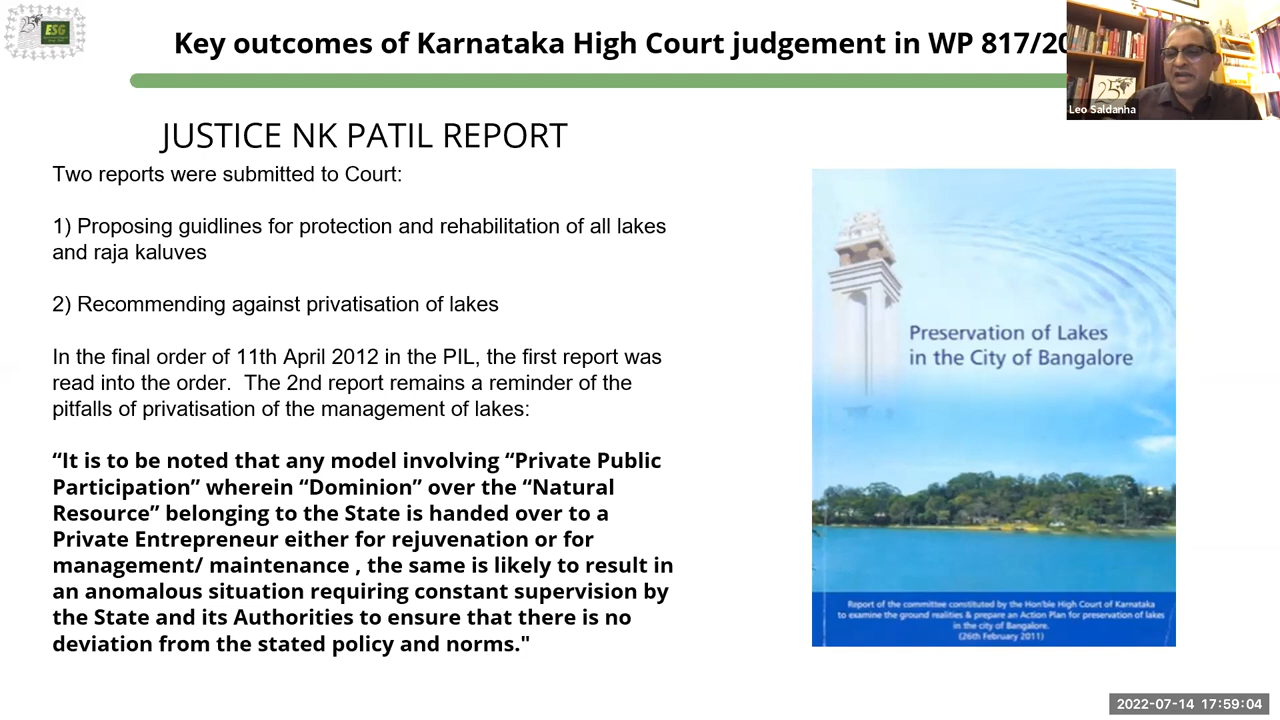 ESG
Key outcomes of Karnataka High Court judgement in WP 817/20
Leo Saldanha
JUSTICE NK PATIL REPORT
Two reports were submitted to Court:
1) Proposing guidlines for protection and rehabilitation of all lakes
and raja kaluves
2) Recommending against privatisation of lakes
In the final order of 11th April 2012 in the PIL, the first report was
read into the order.  The 2nd report remains a reminder of the
pitfalls of privatisation of the management of lakes:
“It is to be noted that any model involving “Private Public
Participation” wherein “Dominion” over the “Natural
Resource” belonging to the State is handed over to a
Private Entrepreneur either for rejuvenation or for
management/ maintenance , the same is likely to result in
an anomalous situation requiring constant supervision by
the State and its Authorities to ensure that there is no
deviation from the stated policy and norms."
Preservation of Lakes
in the City of Bangalore
Report of the committee constituted by the Hon'ble High Court of Karnataka
to examine the ground realities & prepare an Action Plan for preservation of lakes
in the city of Bangalore.
(26th February 2011)
2022-07-14 17:59:04